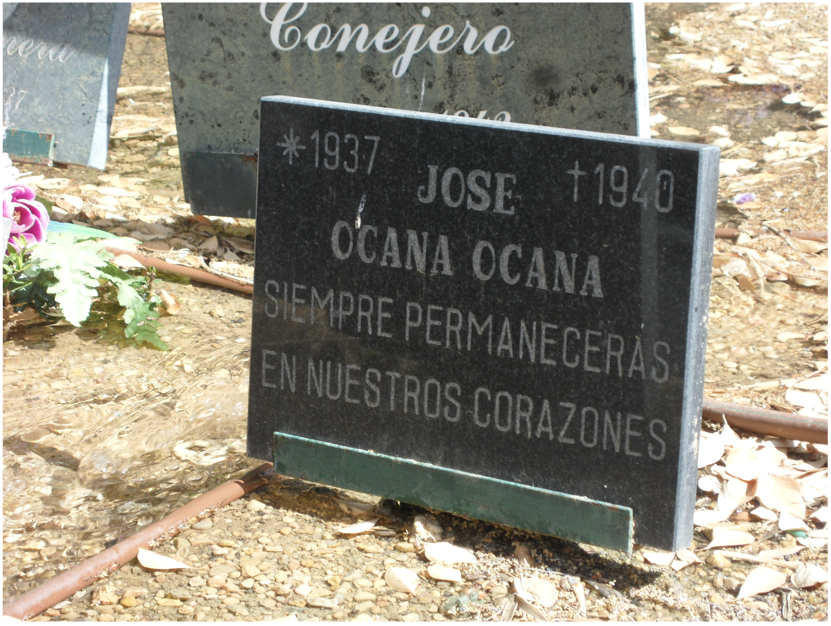 Conejero
* 1937 † 1940
JOSE
OCANA OCANA
SIEMPRE PERMANECERAS
EN NUESTROS CORAZONES